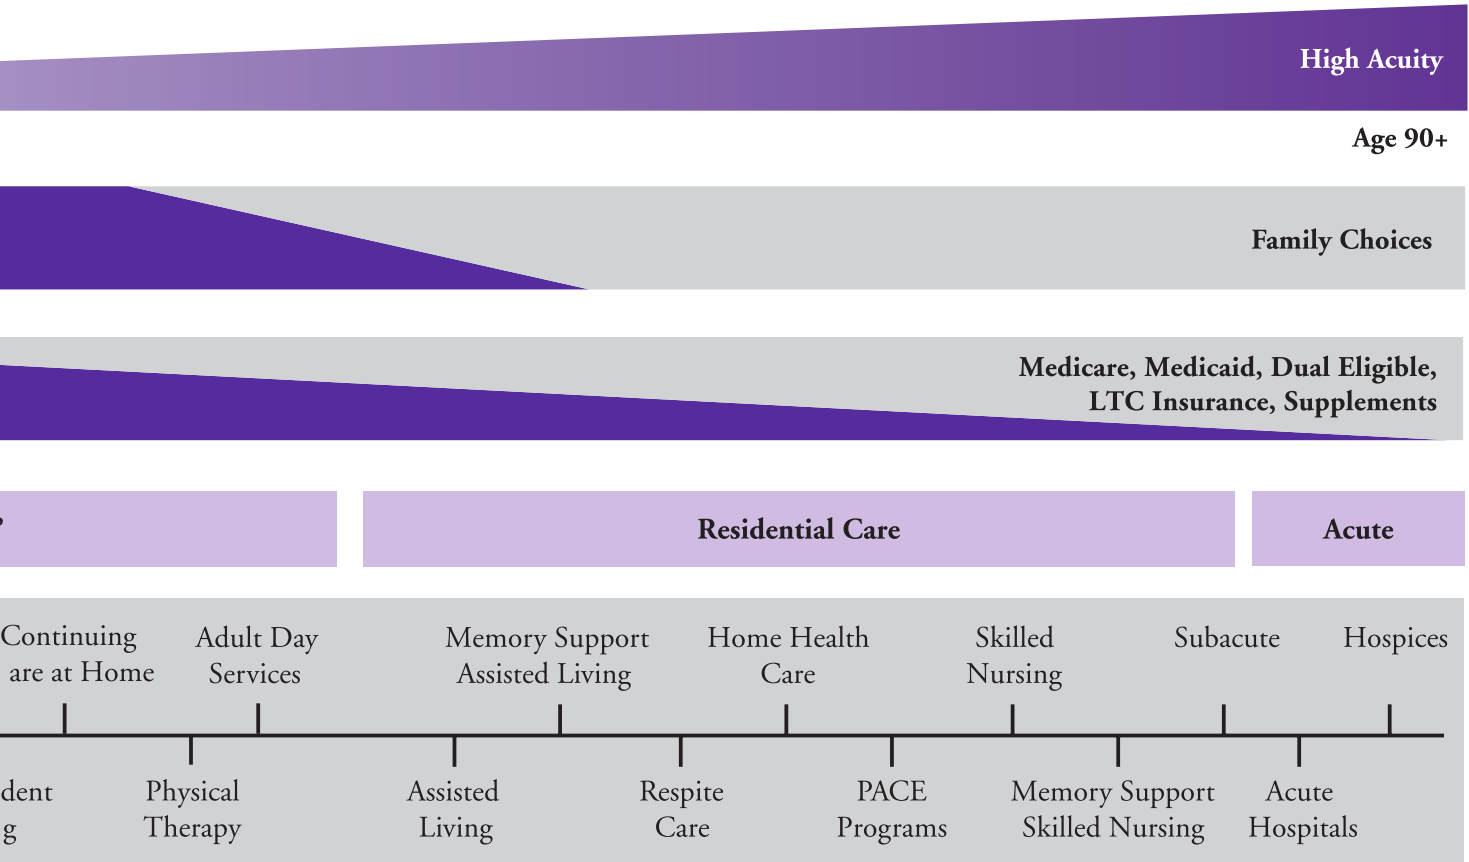 High Acuity
Age 90+
Family Choices
Medicare, Medicaid, Dual Eligible,
LTC Insurance, Supplements
Residential Care
Acute
Continuing
are at Home
Adult Day
Services
Memory Support
Assisted Living
Home Health
Care
Skilled
Nursing
Subacute
Hospices
dent
g
Physical
Therapy
Assisted
Living
Respite
Care
PACE
Programs
Memory Support
Skilled Nursing
Acute
Hospitals